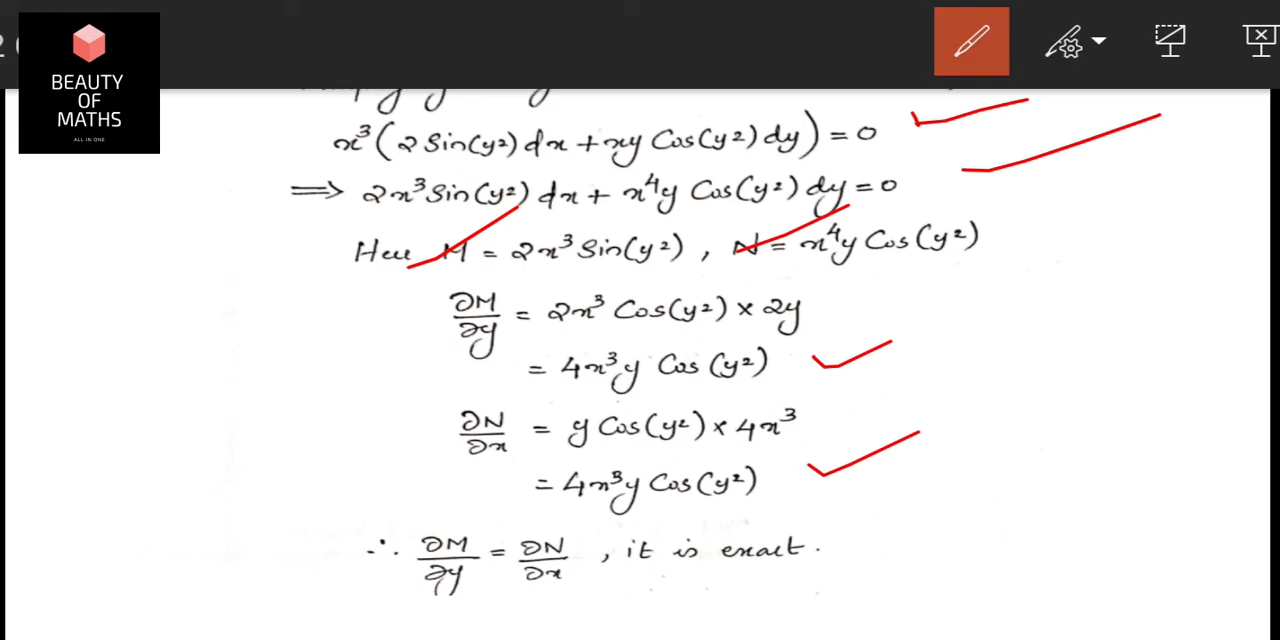 BEAUTY
OF
MATHS
ALL IN ONE
x³(2 Sin(y²) dx + xy Cos(y²) dy) = 0
⟹ 2x³ Sin(y²) dx + x⁴y Cos(y²) dy = 0
Here M = 2x³ Sin(y²) , N = x⁴y Cos(y²)
∂M/∂y = 2x³ Cos(y²) × 2y
= 4x³y Cos(y²)
∂N/∂x = y Cos(y²) × 4x³
= 4x³y Cos(y²)
∴ ∂M/∂y = ∂N/∂x , it is exact.